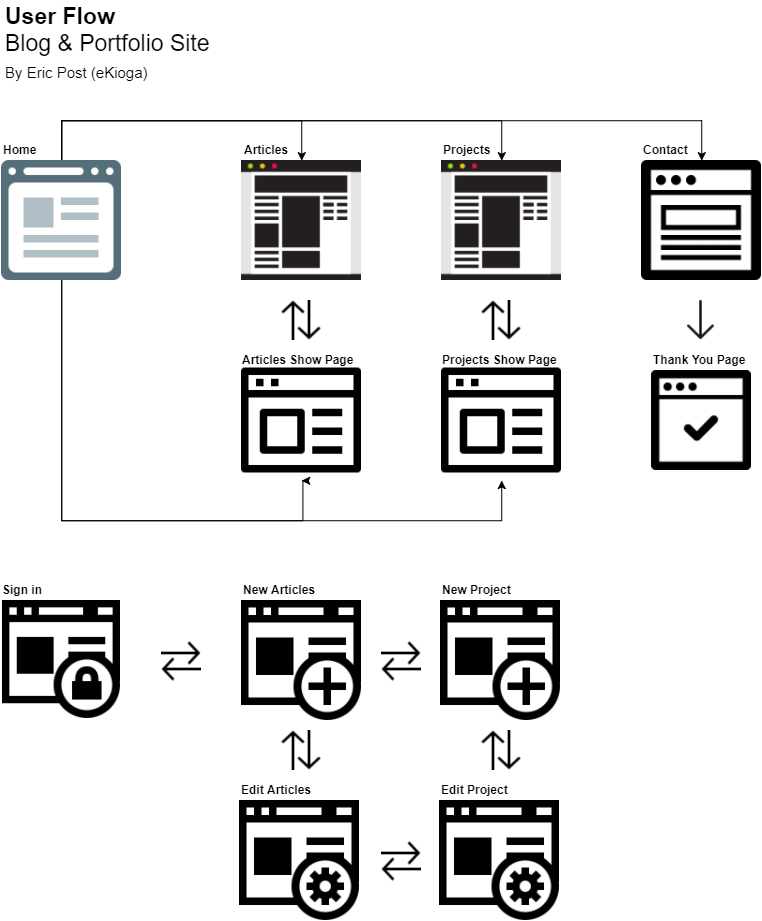 User Flow
Blog & Portfolio Site
By Eric Post (eKioga)
Home
Articles
Projects
Contact
Articles Show Page
Projects Show Page
Thank You Page
Sign in
New Articles
New Project
Edit Articles
Edit Project